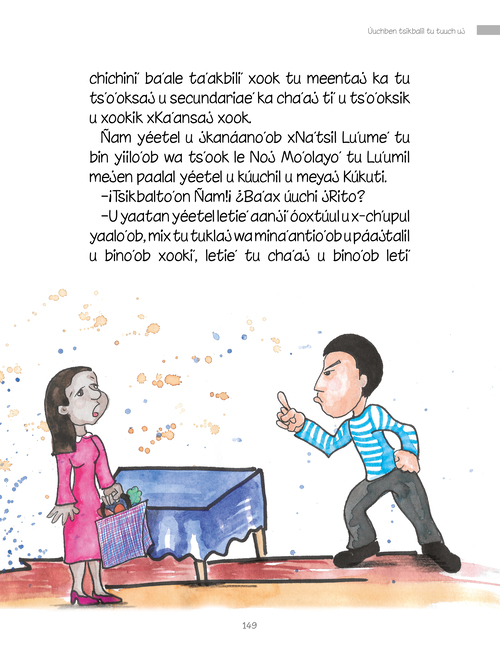 Úuchben tsikbalil tu tuuch uj
chichini' ba'ale ta'akbili' xook tu meentaj ka tu
ts'o'oksaj u secundariae' ka cha'aj ti' u ts'o'oksik
u xookik xKa'ansaj xook.
Ñam yéetel u jkanáano'ob xNa'tsil Lu'ume' tu
bin yiilo'ob wa ts'ook le Noj Mo'olayo' tu Lu'umil
mejen paalal yéetel u kúuchil u meyaj Kúkuti.
-¡Tsikbalto'on Ñam!¡ ¿Ba'ax úuchi jRito?
-U yaatan yéetel letie' aanji' óoxtúul u x-ch'upul
yaalo'ob, mix tu tuklaj wa mina'antio'ob u páajtalil
u bino'ob xooki', letie' tu cha'aj u bino'ob leti'
149